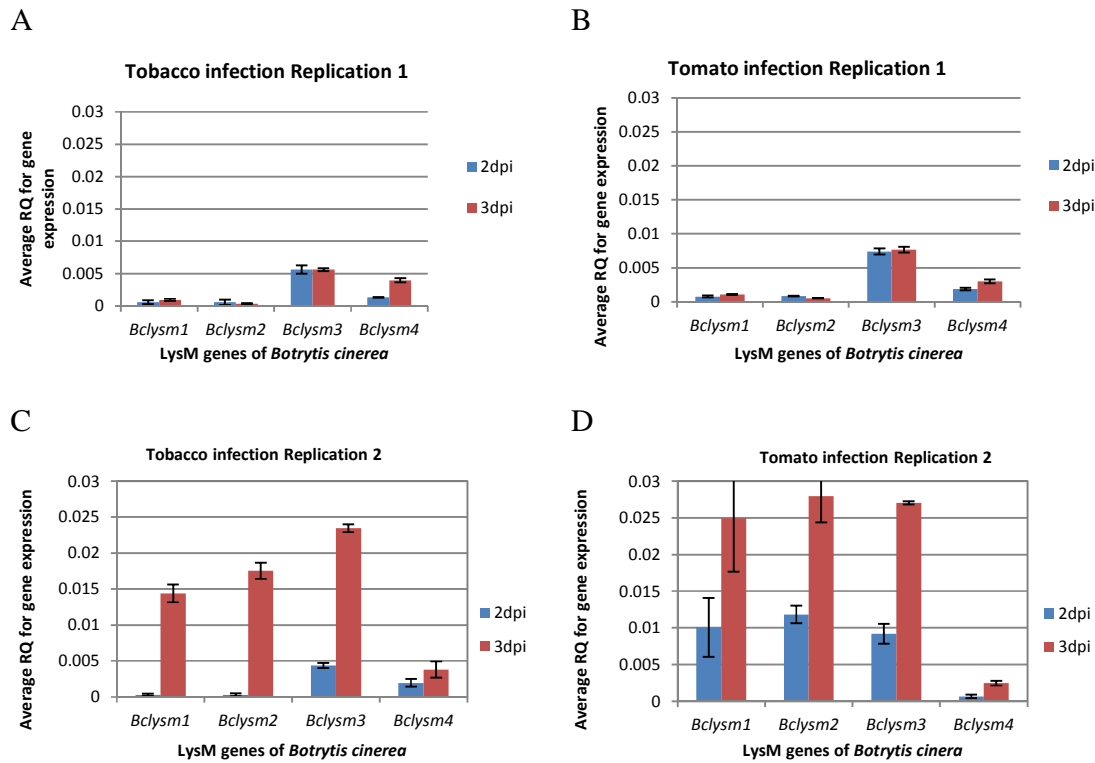 A
Tobacco infection Replication 1
Average RQ for gene
expression
0.03
0.025
0.02
0.015
0.01
0.005
0
Bclysm1 Bclysm2 Bclysm3 Bclysm4
LysM genes of Botrytis cinerea
2dpi
3dpi
B
Tomato infection Replication 1
Average RQ for gene expression
0.03
0.025
0.02
0.015
0.01
0.005
0
Bclysm1 Bclysm2 Bclysm3 Bclysm4
LysM genes of Botrytis cinerea
2dpi
3dpi
C
Tobacco infection Replication 2
Average RQ for gene expression
0.03
0.025
0.02
0.015
0.01
0.005
0
Bclysm1 Bclysm2 Bclysm3 Bclysm4
LysM genes of Botrytis cinerea
2dpi
3dpi
D
Tomato infection Replication 2
Average RQ for gene expression
0.03
0.025
0.02
0.015
0.01
0.005
0
Bclysm1 Bclysm2 Bclysm3 Bclysm4
LysM genes of Botrytis cinera
2dpi
3dpi